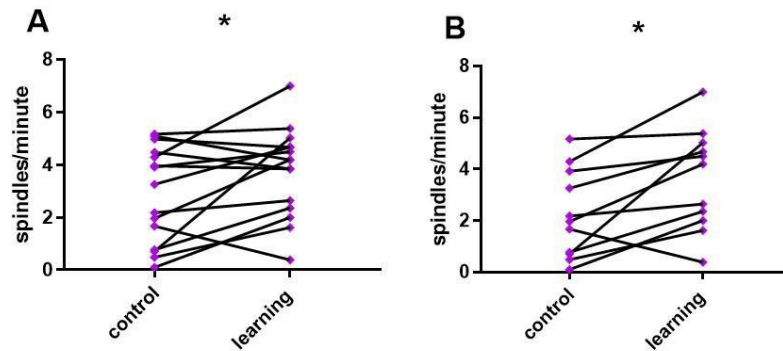 A
*
spindles/minute
8
6
4
2
0
control
learning
B
*
spindles/minute
8
6
4
2
0
control
learning